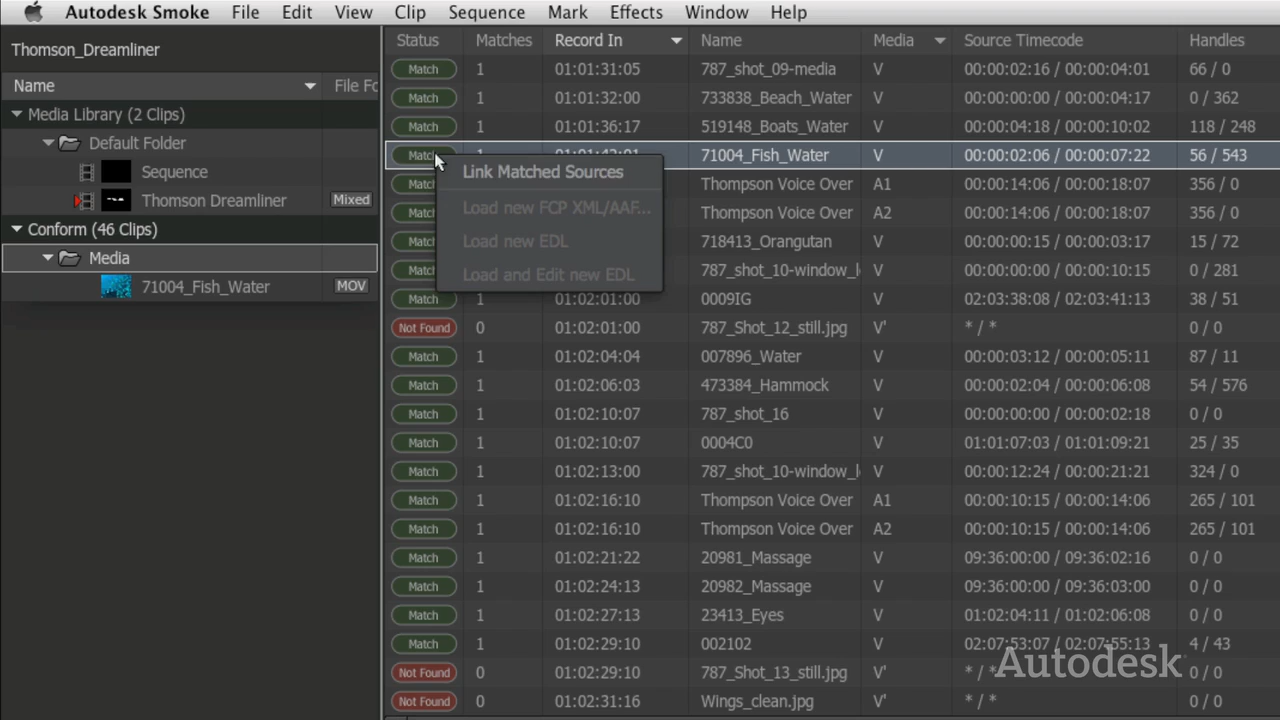 Autodesk Smoke File Edit View Clip Sequence Mark Effects Window Help
Thomson_Dreamliner
Name File Fo
Media Library (2 Clips)
Default Folder
Sequence
Thomson Dreamliner Mixed
Conform (46 Clips)
Media
71004_Fish_Water MOV
Status Matches Record In Name Media Source Timecode Handles
Match 1 01:01:31:05 787_shot_09-media V 00:00:02:16 / 00:00:04:01 66 / 0
Match 1 01:01:32:00 733838_Beach_Water V 00:00:00:00 / 00:00:04:17 0 / 362
Match 1 01:01:36:17 519148_Boats_Water V 00:00:04:18 / 00:00:10:02 118 / 248
Match 71004_Fish_Water V 00:00:02:06 / 00:00:07:22 56 / 543
Link Matched Sources
Load new FCP XML/AAF...
Load new EDL
Load and Edit new EDL
Thompson Voice Over A1 00:00:14:06 / 00:00:18:07 356 / 0
Thompson Voice Over A2 00:00:14:06 / 00:00:18:07 356 / 0
718413_Orangutan V 00:00:00:15 / 00:00:03:17 15 / 72
787_shot_10-window_l V 00:00:00:00 / 00:00:10:15 0 / 281
Match 1 01:02:01:00 0009IG V 02:03:38:08 / 02:03:41:13 38 / 51
Not Found 0 01:02:01:00 787_Shot_12_still.jpg V' * / * 0 / 0
Match 1 01:02:04:04 007896_Water V 00:00:03:12 / 00:00:05:11 87 / 11
Match 1 01:02:06:03 473384_Hammock V 00:00:02:04 / 00:00:06:08 54 / 576
Match 1 01:02:10:07 787_shot_16 V 00:00:00:00 / 00:00:02:18 0 / 0
Match 1 01:02:10:07 0004C0 V 01:01:07:03 / 01:01:09:21 25 / 35
Match 1 01:02:13:00 787_shot_10-window_l V 00:00:12:24 / 00:00:21:21 324 / 0
Match 1 01:02:16:10 Thompson Voice Over A1 00:00:10:15 / 00:00:14:06 265 / 101
Match 1 01:02:16:10 Thompson Voice Over A2 00:00:10:15 / 00:00:14:06 265 / 101
Match 1 01:02:21:22 20981_Massage V 09:36:00:00 / 09:36:02:16 0 / 0
Match 1 01:02:24:13 20982_Massage V 09:36:00:00 / 09:36:03:00 0 / 0
Match 1 01:02:27:13 23413_Eyes V 01:02:04:11 / 01:02:06:08 0 / 0
Match 1 01:02:29:10 002102 V 02:07:53:07 / 02:07:55:13 4 / 43
Not Found 0 01:02:29:10 787_Shot_13_still.jpg V' * / * 0 / 0
Autodesk
Not Found 0 01:02:31:16 Wings_clean.jpg V' * / * 0 / 0